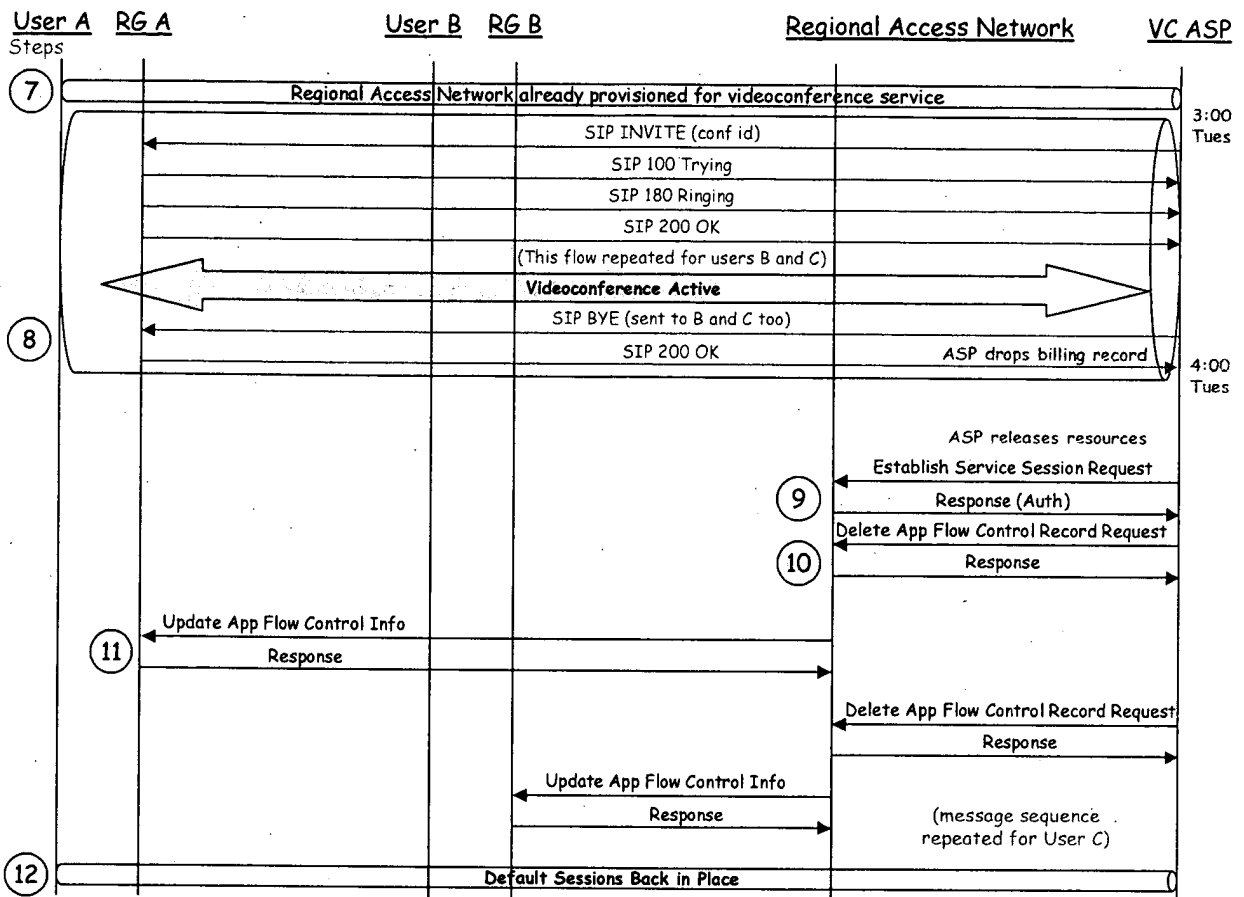 User A RG A User B RG B Regional Access Network VC ASP
Steps
7
Regional Access Network already provisioned for videoconference service
3:00
Tues
SIP INVITE (conf id)
SIP 100 Trying
SIP 180 Ringing
SIP 200 OK
(This flow repeated for users B and C)
Videoconference Active
SIP BYE (sent to B and C too)
8
SIP 200 OK
ASP drops billing record
4:00
Tues
ASP releases resources
Establish Service Session Request
9
Response (Auth)
Delete App Flow Control Record Request
10
Response
Update App Flow Control Info
11
Response
Delete App Flow Control Record Request
Response
Update App Flow Control Info
Response
(message sequence
repeated for User C)
12
Default Sessions Back in Place